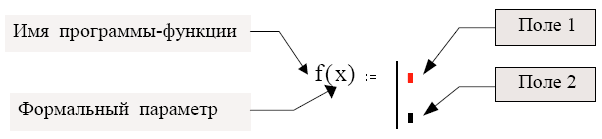 Имя программы-функции
Поле 1
f(x) :=
Поле 2
Формальный параметр